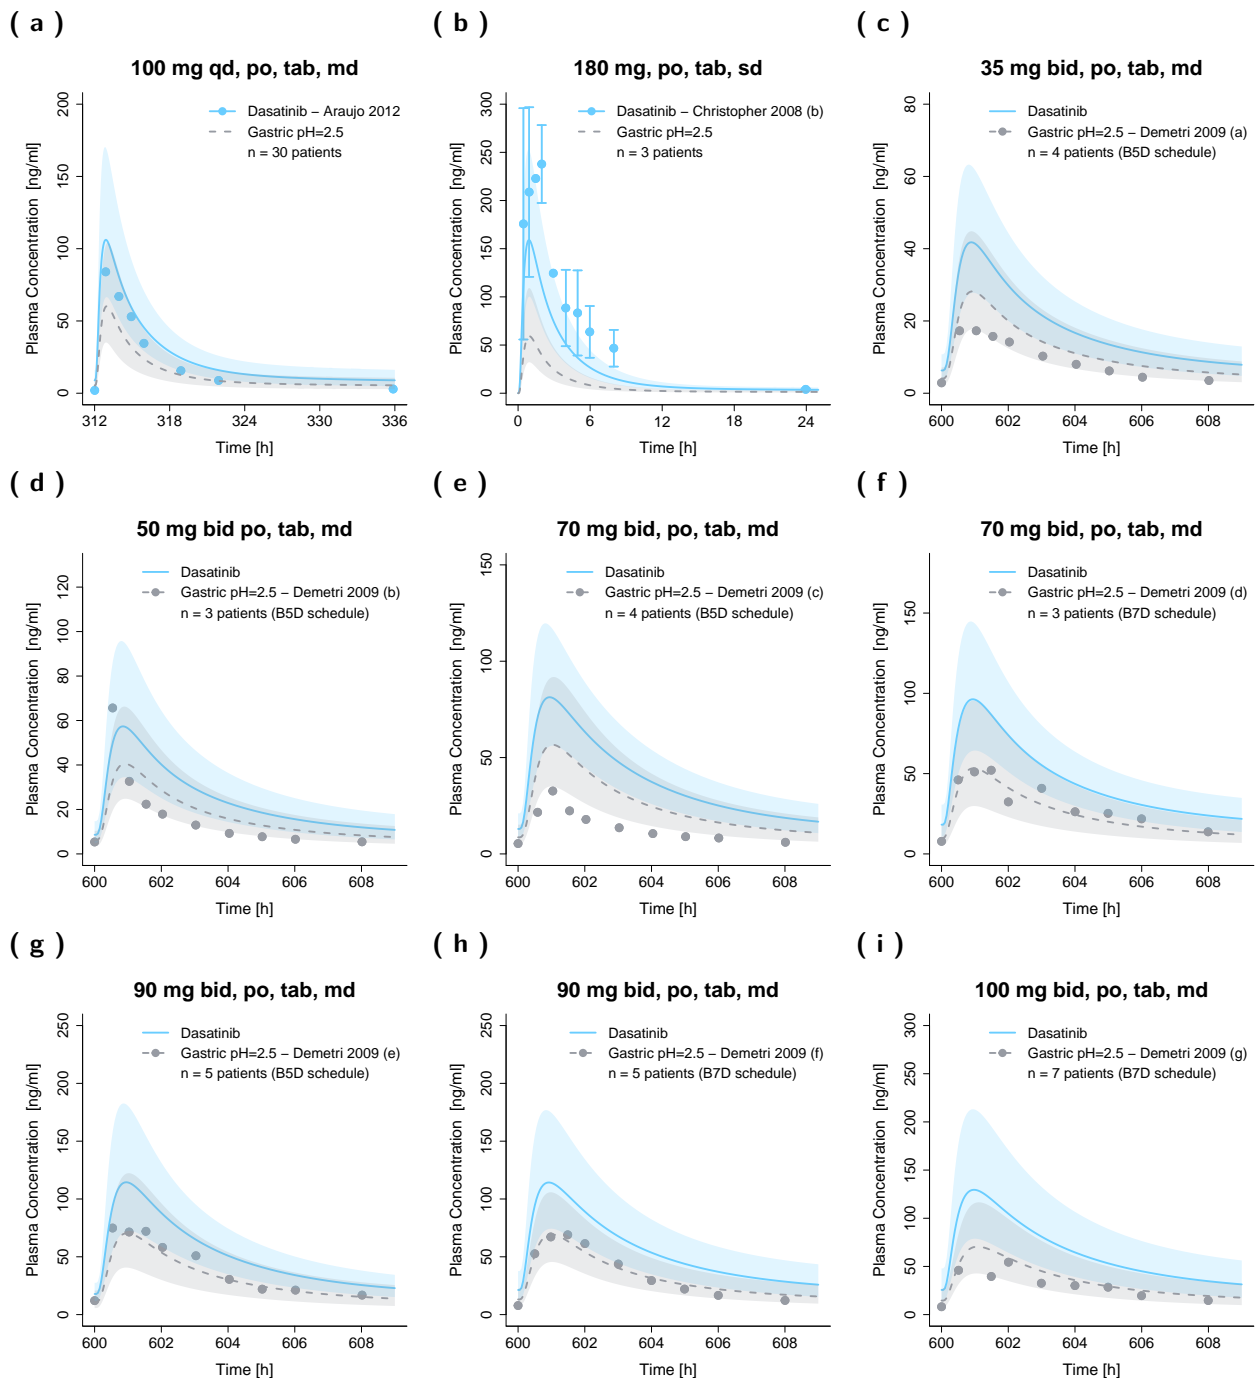 ( a )
100 mg qd, po, tab, md
Plasma Concentration [ng/ml]
200
150
100
50
0
Dasatinib – Araujo 2012
Gastric pH=2.5
n = 30 patients
312 318 324 330 336
Time [h]
( b )
180 mg, po, tab, sd
Plasma Concentration [ng/ml]
300
250
200
150
100
50
0
Dasatinib – Christopher 2008 (b)
Gastric pH=2.5
n = 3 patients
0 6 12 18 24
Time [h]
( c )
35 mg bid, po, tab, md
Plasma Concentration [ng/ml]
80
60
40
20
0
Dasatinib
Gastric pH=2.5 – Demetri 2009 (a)
n = 4 patients (B5D schedule)
600 602 604 606 608
Time [h]
( d )
50 mg bid po, tab, md
Plasma Concentration [ng/ml]
120
100
80
60
40
20
0
Dasatinib
Gastric pH=2.5 – Demetri 2009 (b)
n = 3 patients (B5D schedule)
600 602 604 606 608
Time [h]
( e )
70 mg bid, po, tab, md
Plasma Concentration [ng/ml]
150
100
50
0
Dasatinib
Gastric pH=2.5 – Demetri 2009 (c)
n = 4 patients (B5D schedule)
600 602 604 606 608
Time [h]
( f )
70 mg bid, po, tab, md
Plasma Concentration [ng/ml]
150
100
50
0
Dasatinib
Gastric pH=2.5 – Demetri 2009 (d)
n = 3 patients (B7D schedule)
600 602 604 606 608
Time [h]
( g )
90 mg bid, po, tab, md
Plasma Concentration [ng/ml]
250
200
150
100
50
0
Dasatinib
Gastric pH=2.5 – Demetri 2009 (e)
n = 5 patients (B5D schedule)
600 602 604 606 608
Time [h]
( h )
90 mg bid, po, tab, md
Plasma Concentration [ng/ml]
250
200
150
100
50
0
Dasatinib
Gastric pH=2.5 – Demetri 2009 (f)
n = 5 patients (B7D schedule)
600 602 604 606 608
Time [h]
( i )
100 mg bid, po, tab, md
Plasma Concentration [ng/ml]
300
250
200
150
100
50
0
Dasatinib
Gastric pH=2.5 – Demetri 2009 (g)
n = 7 patients (B7D schedule)
600 602 604 606 608
Time [h]